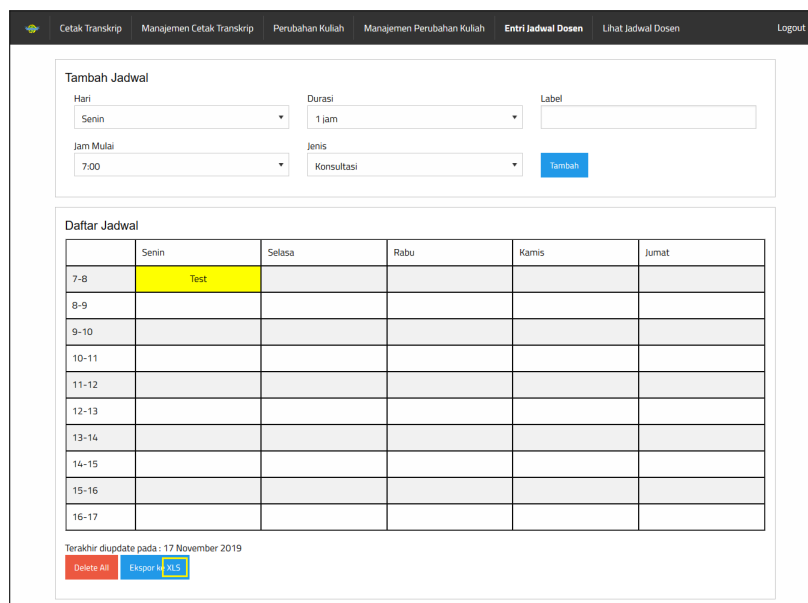 Cetak Transkrip Manajemen Cetak Transkrip Perubahan Kuliah Manajemen Perubahan Kuliah Entri Jadwal Dosen Lihat Jadwal Dosen Logout
Tambah Jadwal
Hari Durasi Label
Senin 1 jam
Jam Mulai Jenis
7:00 Konsultasi Tambah
Daftar Jadwal
Senin Selasa Rabu Kamis Jumat
7-8 Test
8-9
9-10
10-11
11-12
12-13
13-14
14-15
15-16
16-17
Terakhir diupdate pada : 17 November 2019
Delete All Ekspor ke XLS